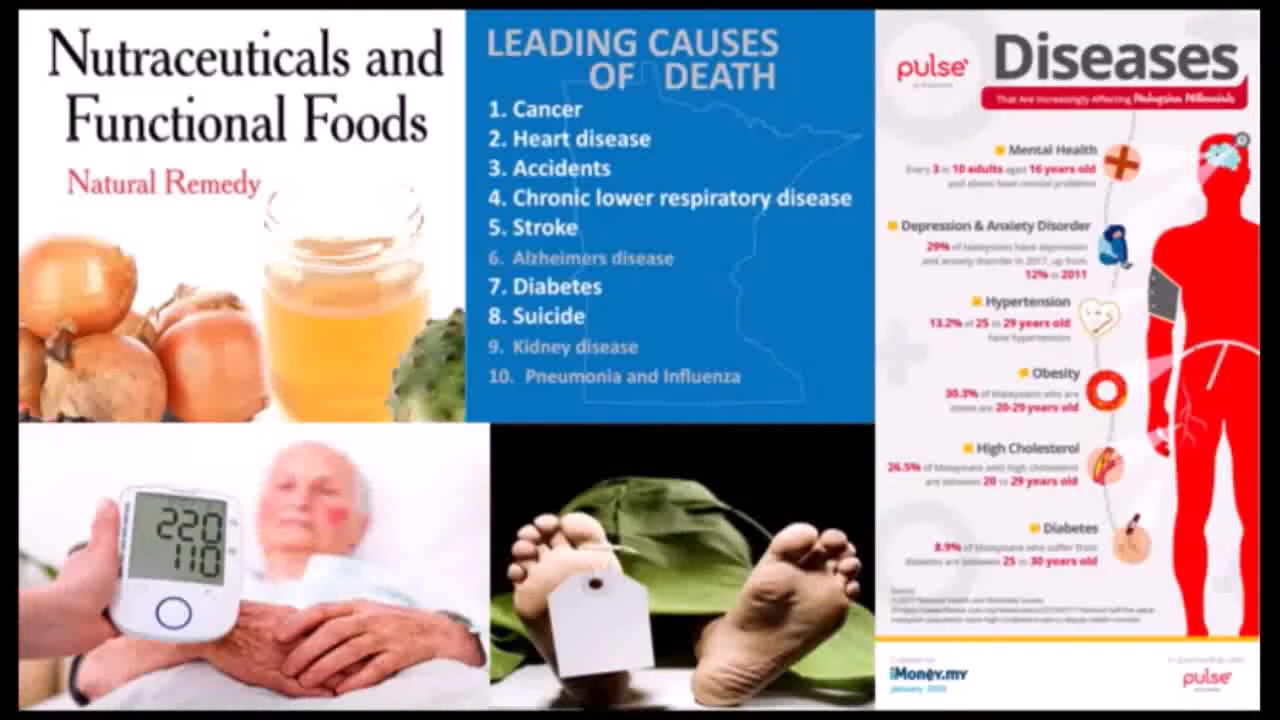 Nutraceuticals and
Functional Foods
Natural Remedy
LEADING CAUSES
OF DEATH
1. Cancer
2. Heart disease
3. Accidents
4. Chronic lower respiratory disease
5. Stroke
6. Alzheimers disease
7. Diabetes
8. Suicide
9. Kidney disease
10. Pneumonia and Influenza
pulse
Diseases
That Are Increasingly Affecting Malaysian Millennials
Mental Health
Every 3 in 10 adults aged 16 years old
and above have mental problems
Depression & Anxiety Disorder
29% of Malaysians have depression
and anxiety disorder in 2017, up from
12% in 2011
Hypertension
13.2% of 25 to 29 years old
have hypertension
Obesity
30.3% of Malaysians who are
obese are 20-29 years old
High Cholesterol
26.5% of Malaysians with high cholesterol
are between 20 to 29 years old
Diabetes
8.9% of Malaysians who suffer from
diabetes are between 25 to 30 years old
220
110
iMoney.my
January 2020
pulse